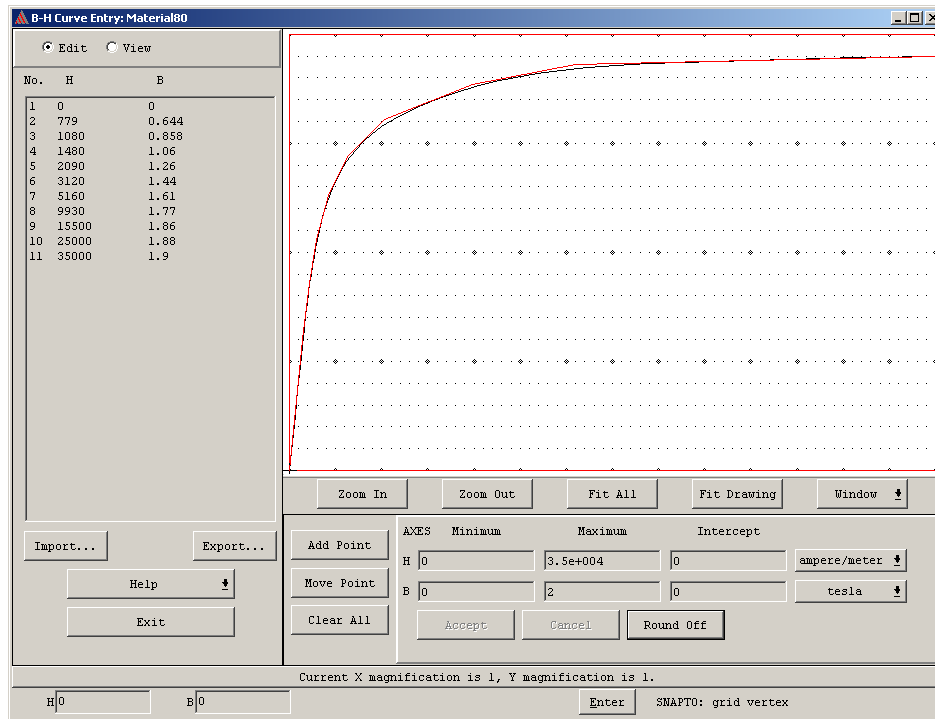 B-H Curve Entry: Material80
Edit View
No. H B
1 0 0
2 779 0.644
3 1080 0.858
4 1480 1.06
5 2090 1.26
6 3120 1.44
7 5160 1.61
8 9930 1.77
9 15500 1.86
10 25000 1.88
11 35000 1.9
Import... Export...
Help
Exit
Zoom In Zoom Out Fit All Fit Drawing Window
Add Point
Move Point
Clear All
AXES Minimum Maximum Intercept
H 0 3.5e+004 0 ampere/meter
B 0 2 0 tesla
Accept Cancel Round Off
Current X magnification is 1, Y magnification is 1.
H 0 B 0 Enter SNAPTO: grid vertex